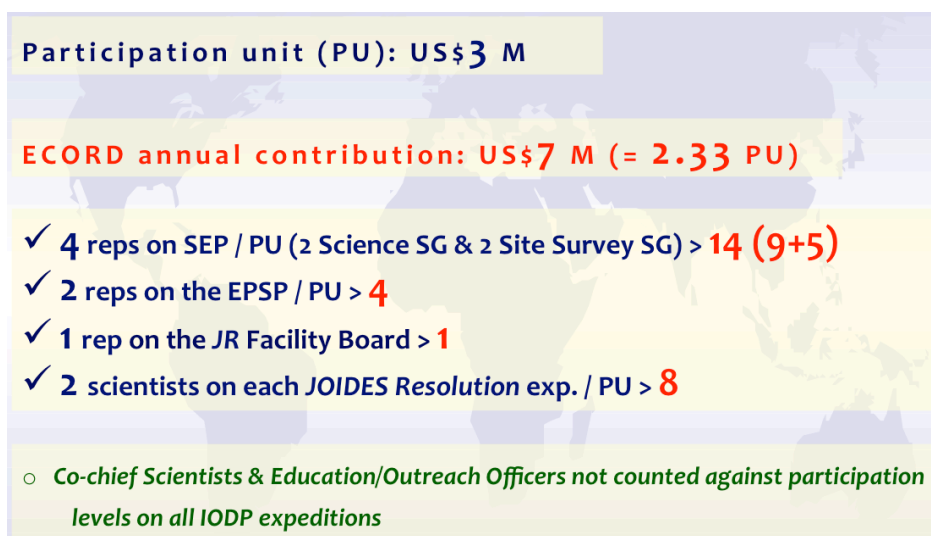 Participation unit (PU): US$3 M
ECORD annual contribution: US$7 M (= 2.33 PU)
✓ 4 reps on SEP / PU (2 Science SG & 2 Site Survey SG) > 14 (9+5)
✓ 2 reps on the EPSP / PU > 4
✓ 1 rep on the JR Facility Board > 1
✓ 2 scientists on each JOIDES Resolution exp. / PU > 8
○ Co-chief Scientists & Education/Outreach Officers not counted against participation
levels on all IODP expeditions